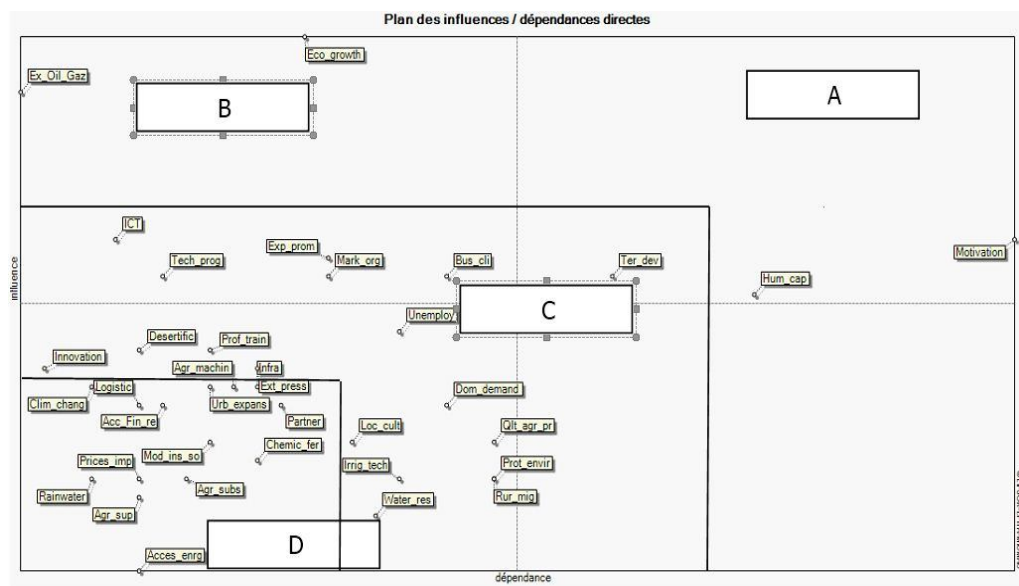 Plan des influences / dépendances directes
Eco_growth
Ex_Oil_Gaz
B
A
ICT
Exp_prom
Tech_prog
Mark_org
Bus_cli
Ter_dev
Motivation
Hum_cap
influence
C
Unemploy
Desertific
Prof_train
Innovation
Agr_machin
Infra
Logistic
Ext_press
Dom_demand
Clim_chang
Urb_expans
Acc_Fin_re
Partner
Loc_cult
Qlt_agr_pr
Chemic_fer
Mod_ins_so
Prices_imp
Irrig_tech
Prot_envir
Rainwater
Agr_subs
Water_res
Rur_mig
Agr_sup
D
Acces_enrg
dépendance